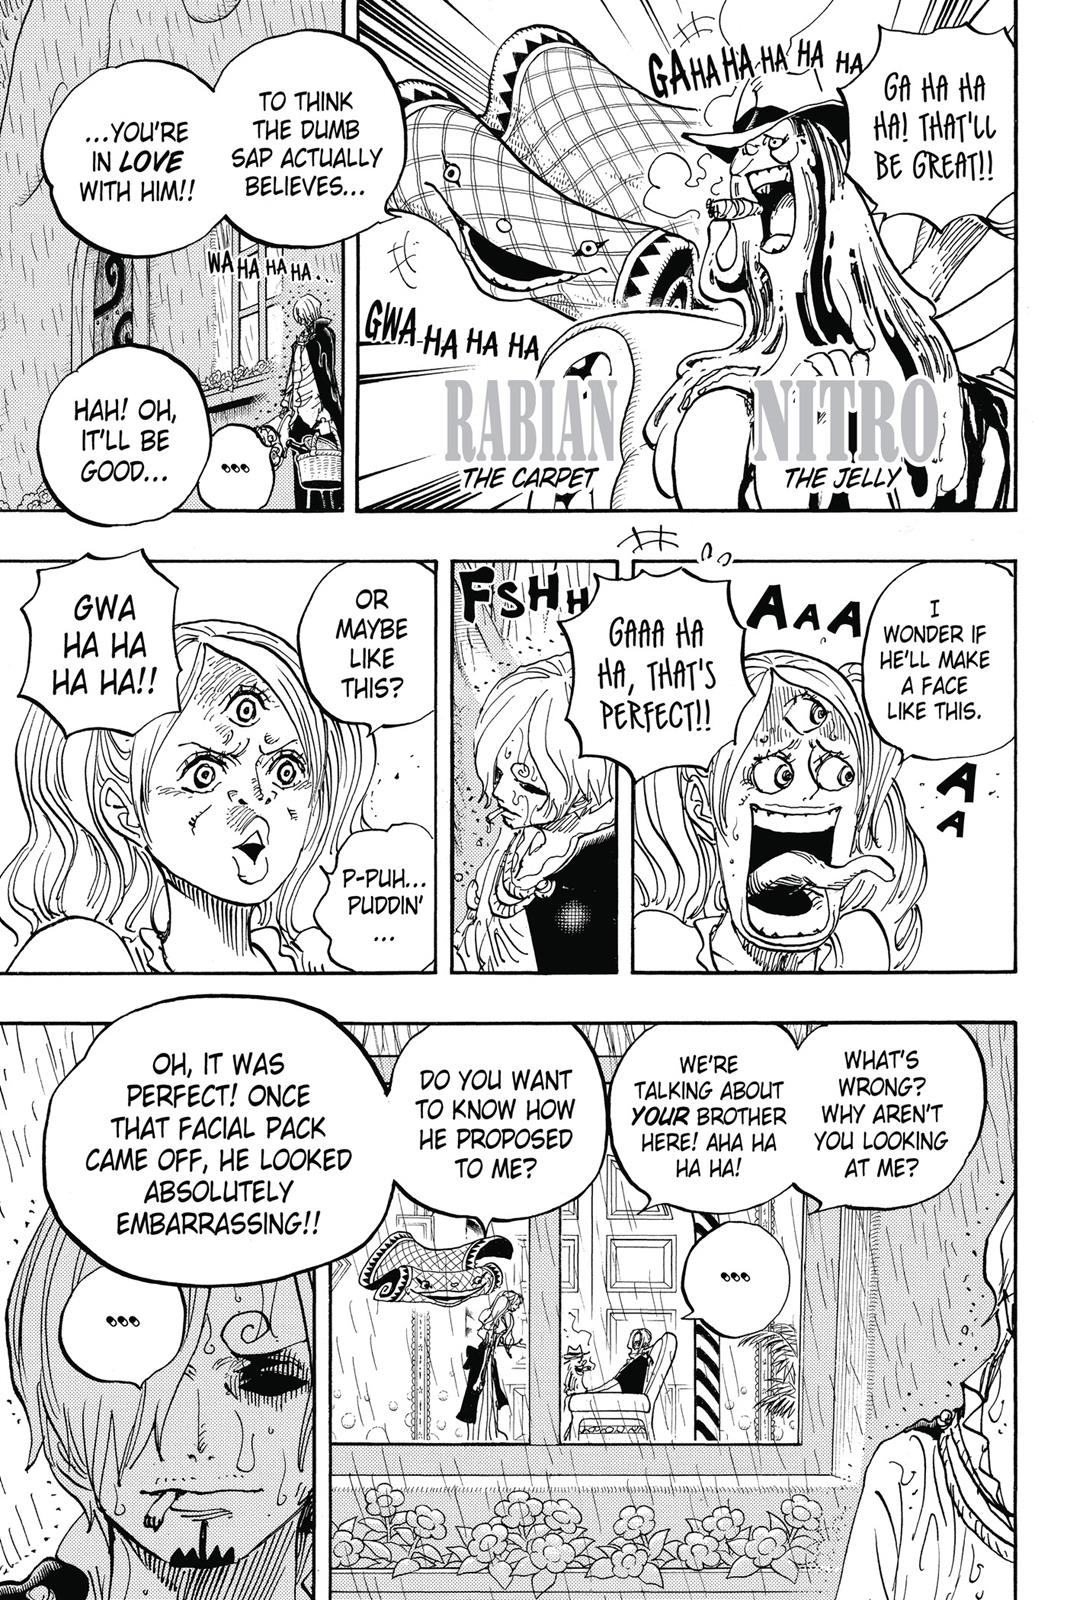 GA HA HA
HA! THAT'LL
BE GREAT!!
GAHAHA HA HA HA
GWA HA HA HA
RABIAN
THE CARPET
NITRO
THE JELLY
TO THINK
THE DUMB
SAP ACTUALLY
BELIEVES...
...YOU'RE
IN LOVE
WITH HIM!!
WA HA HA HA...
HAH! OH,
IT'LL BE
GOOD...
...
I
WONDER IF
HE'LL MAKE
A FACE
LIKE THIS.
AAA
A
A
GAAA HA
HA, THAT'S
PERFECT!!
FSHH
OR
MAYBE
LIKE
THIS?
GWA
HA HA
HA HA!!
P-PUH...
PUDDIN'
...
WHAT'S
WRONG?
WHY AREN'T
YOU LOOKING
AT ME?
WE'RE
TALKING ABOUT
YOUR BROTHER
HERE! AHA HA
HA HA!
...
DO YOU WANT
TO KNOW HOW
HE PROPOSED
TO ME?
OH, IT WAS
PERFECT! ONCE
THAT FACIAL PACK
CAME OFF, HE LOOKED
ABSOLUTELY
EMBARRASSING!!
...